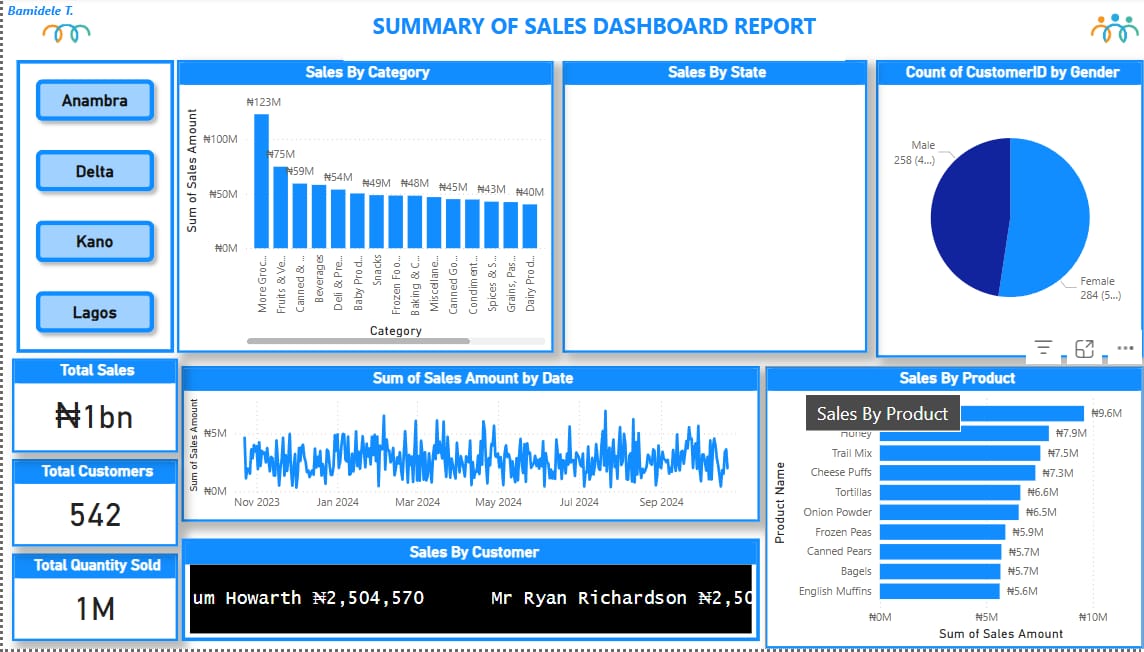 Bamidele T.
SUMMARY OF SALES DASHBOARD REPORT
Anambra
Delta
Kano
Lagos
Sales By Category
Sum of Sales Amount
₦123M
₦75M
₦59M
₦54M
₦49M
₦48M
₦45M
₦43M
₦40M
₦100M
₦50M
₦0M
More Groc...
Fruits & Ve...
Canned & ...
Beverages
Deli & Pre...
Baby Prod...
Snacks
Frozen Foo...
Baking & C...
Miscellane...
Canned Go...
Condiment...
Spices & S...
Grains, Pas...
Dairy Prod...
Category
Sales By State
Count of CustomerID by Gender
Male
258 (4...)
Female
284 (5...)
Total Sales
₦1bn
Total Customers
542
Total Quantity Sold
1M
Sum of Sales Amount by Date
Sum of Sales Amount
₦5M
₦0M
Nov 2023
Jan 2024
Mar 2024
May 2024
Jul 2024
Sep 2024
Sales By Customer
um Howarth ₦2,504,570 Mr Ryan Richardson ₦2,50
Sales By Product
Sales By Product
Product Name
₦9.6M
Honey ₦7.9M
Trail Mix ₦7.5M
Cheese Puffs ₦7.3M
Tortillas ₦6.6M
Onion Powder ₦6.5M
Frozen Peas ₦5.9M
Canned Pears ₦5.7M
Bagels ₦5.7M
English Muffins ₦5.6M
₦0M
₦5M
₦10M
Sum of Sales Amount